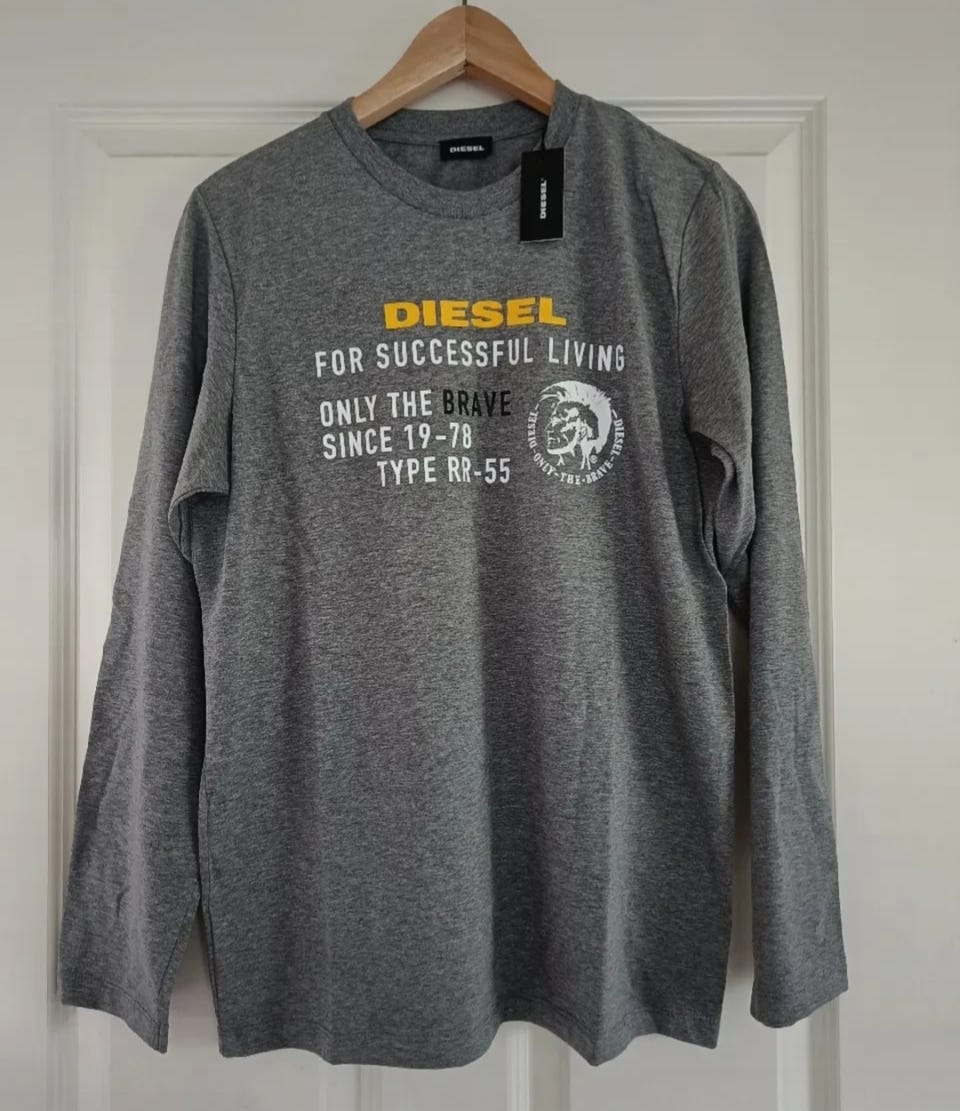 DIESEL
DIESEL
DIESEL
FOR SUCCESSFUL LIVING
ONLY THE BRAVE
SINCE 19-78
TYPE RR-55
DIESEL-ONLY-THE-BRAVE-DIESEL
®